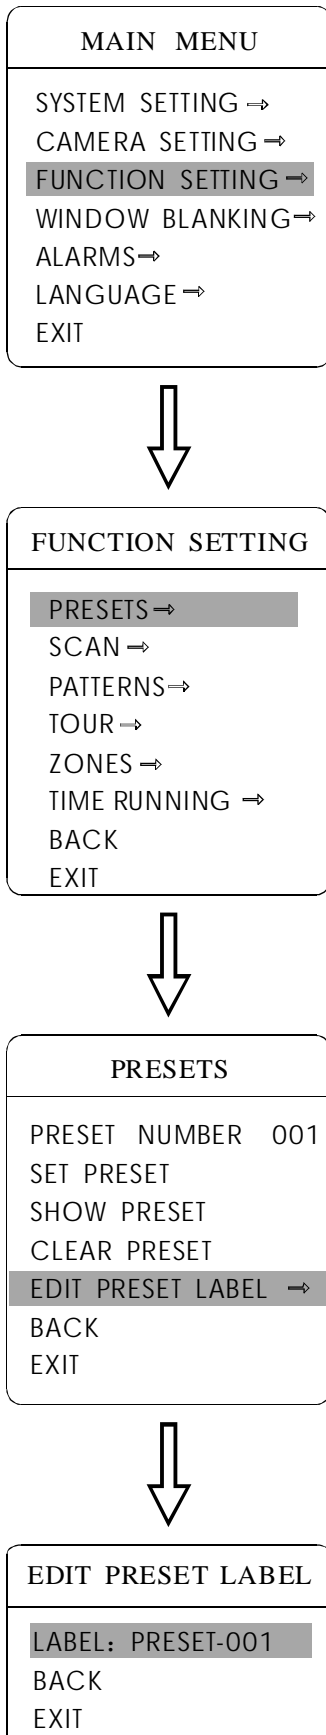 MAIN MENU
SYSTEM SETTING →
CAMERA SETTING →
FUNCTION SETTING →
WINDOW BLANKING→
ALARMS→
LANGUAGE →
EXIT
FUNCTION SETTING
PRESETS→
SCAN →
PATTERNS→
TOUR →
ZONES →
TIME RUNNING →
BACK
EXIT
PRESETS
PRESET NUMBER 001
SET PRESET
SHOW PRESET
CLEAR PRESET
EDIT PRESET LABEL →
BACK
EXIT
EDIT PRESET LABEL
LABEL：PRESET-001
BACK
EXIT